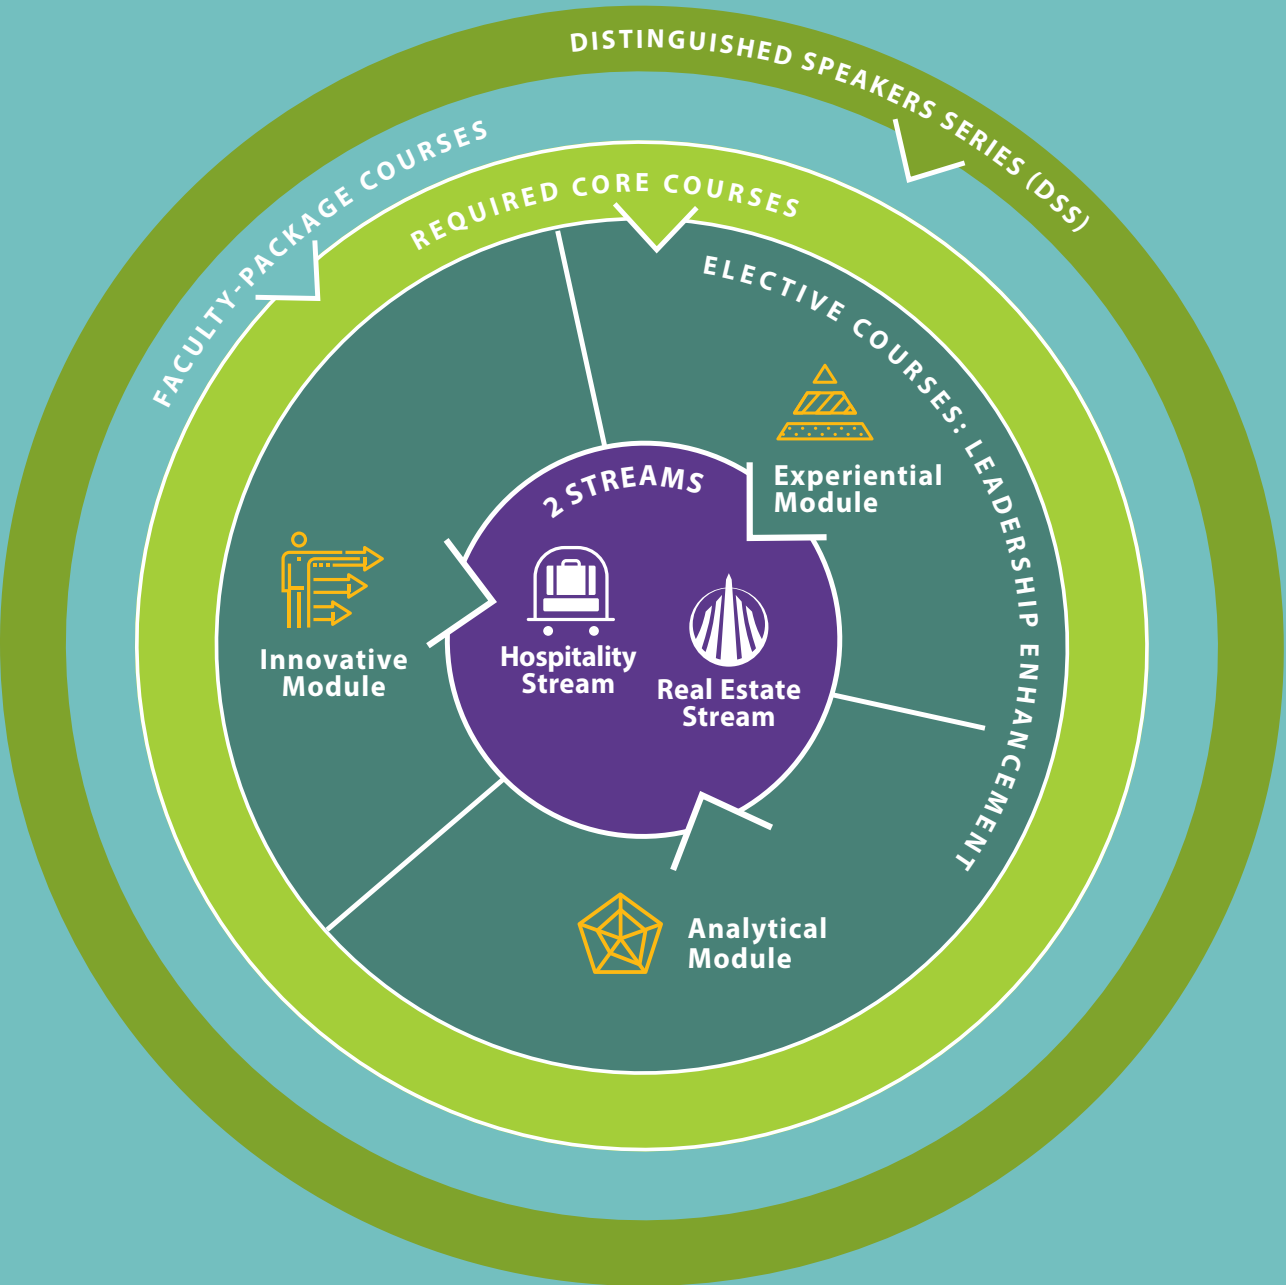 DISTINGUISHED SPEAKERS SERIES (DSS)
FACULTY-PACKAGE COURSES
REQUIRED CORE COURSES
ELECTIVE COURSES: LEADERSHIP ENHANCEMENT
Experiential
Module
2 STREAMS
Hospitality
Stream
Real Estate
Stream
Innovative
Module
Analytical
Module